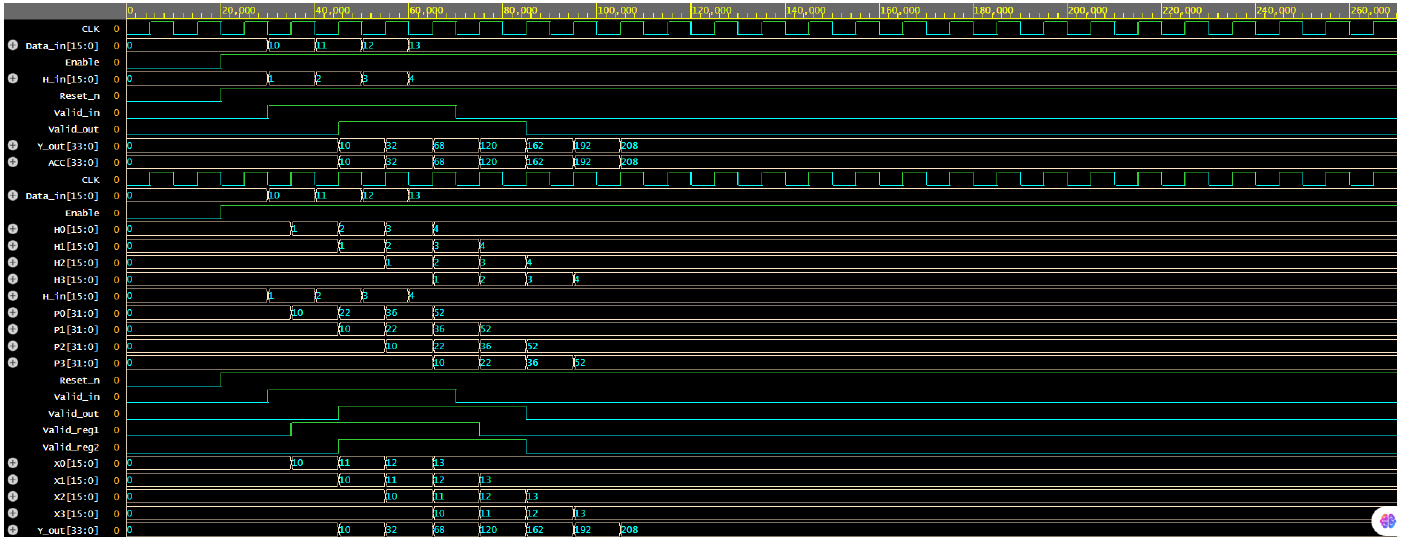 0 20,000 40,000 60,000 80,000 100,000 120,000 140,000 160,000 180,000 200,000 220,000 240,000 260,000
CLK 0
Data_in[15:0] 0 0 10 11 12 13
Enable 0
H_in[15:0] 0 0 1 2 3 4
Reset_n 0
Valid_in 0
Valid_out 0
Y_out[33:0] 0 0 10 32 68 120 162 192 208
ACC[33:0] 0 0 10 32 68 120 162 192 208
CLK 0
Data_in[15:0] 0 0 10 11 12 13
Enable 0
H0[15:0] 0 0 1 2 3 4
H1[15:0] 0 0 1 2 3 4
H2[15:0] 0 0 1 2 3 4
H3[15:0] 0 0 1 2 3 4
H_in[15:0] 0 0 1 2 3 4
P0[31:0] 0 0 10 22 36 52
P1[31:0] 0 0 10 22 36 52
P2[31:0] 0 0 10 22 36 52
P3[31:0] 0 0 10 22 36 52
Reset_n 0
Valid_in 0
Valid_out 0
Valid_reg1 0
Valid_reg2 0
X0[15:0] 0 0 10 11 12 13
X1[15:0] 0 0 10 11 12 13
X2[15:0] 0 0 10 11 12 13
X3[15:0] 0 0 10 11 12 13
Y_out[33:0] 0 0 10 32 68 120 162 192 208